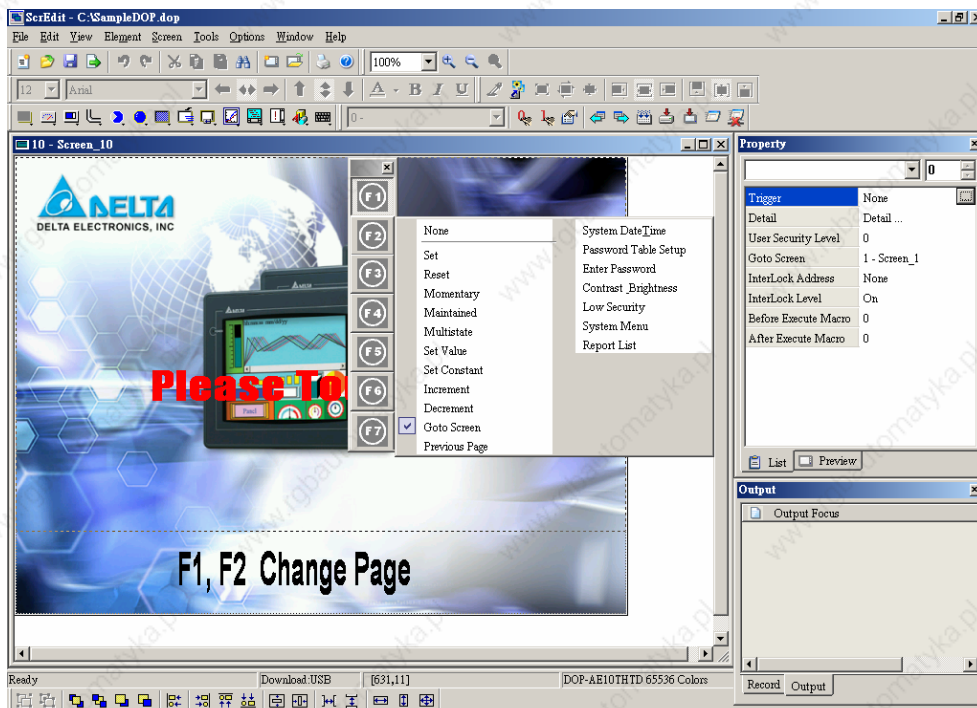 ScrEdit - C:\SampleDOP.dop
File Edit View Element Screen Tools Options Window Help
100%
12 Arial
A B I U
0 -
10 - Screen_10
DELTA
DELTA ELECTRONICS, INC
Please To
F1, F2 Change Page
F1
F2
F3
F4
F5
F6
F7
None
Set
Reset
Momentary
Maintained
Multistate
Set Value
Set Constant
Increment
Decrement
Goto Screen
Previous Page
System DateTime
Password Table Setup
Enter Password
Contrast_Brightness
Low Security
System Menu
Report List
Property
0
Trigger None
Detail Detail ...
User Security Level 0
Goto Screen 1 - Screen_1
InterLock Address None
InterLock Level On
Before Execute Macro 0
After Execute Macro 0
List Preview
Output
Output Focus
Record Output
Ready Download:USB [631,11] DOP-AE10THTD 65536 Colors
www.rgbautomatyka.pl